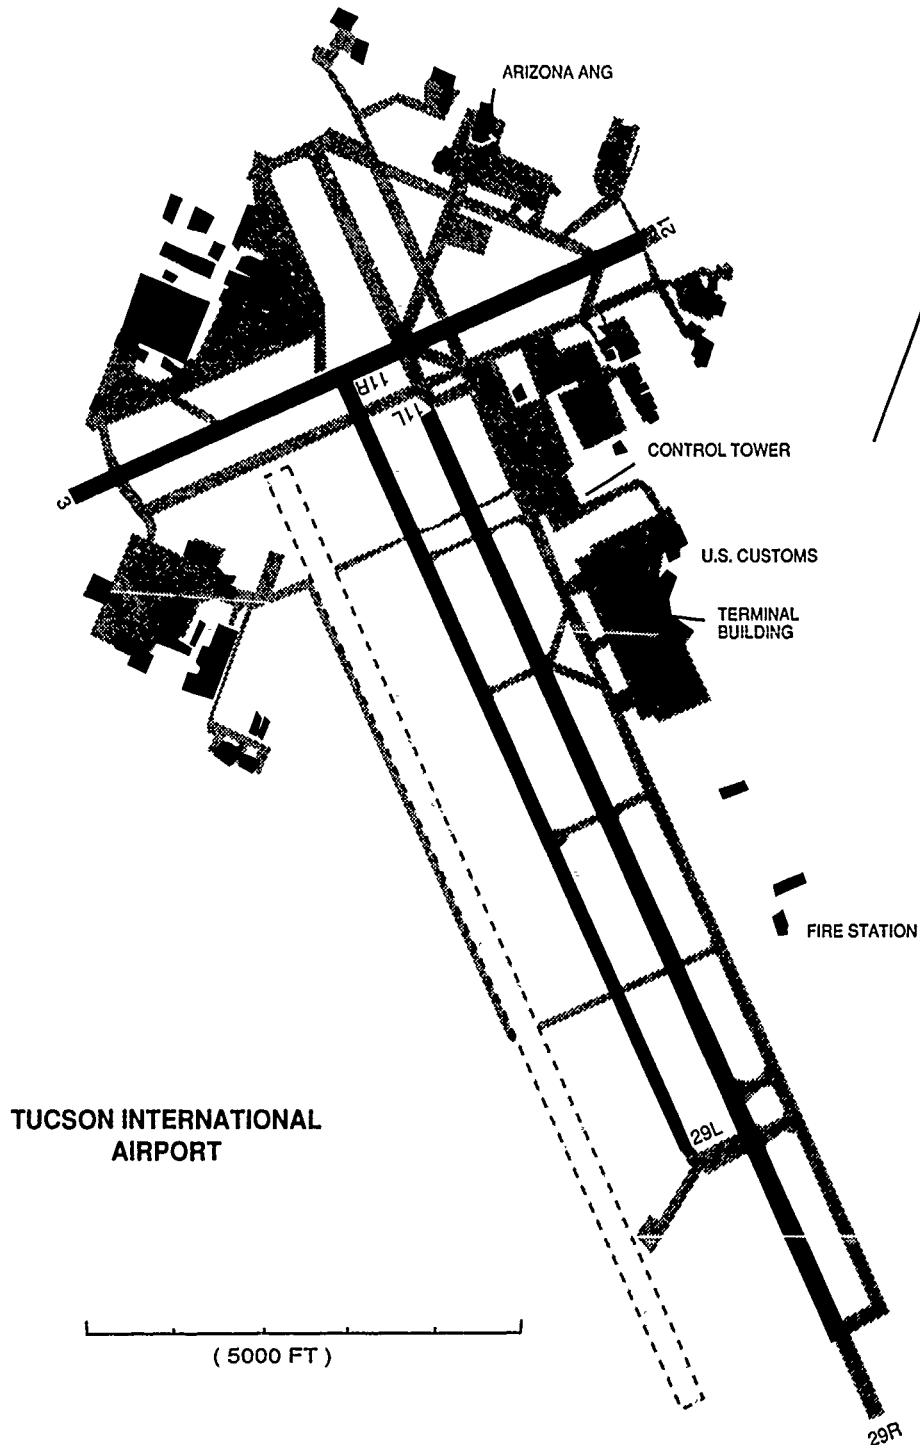 ARIZONA ANG
21
11R
11L
CONTROL TOWER
3
U.S. CUSTOMS
TERMINAL
BUILDING
FIRE STATION
TUCSON INTERNATIONAL
AIRPORT
29L
( 5000 FT )
29R